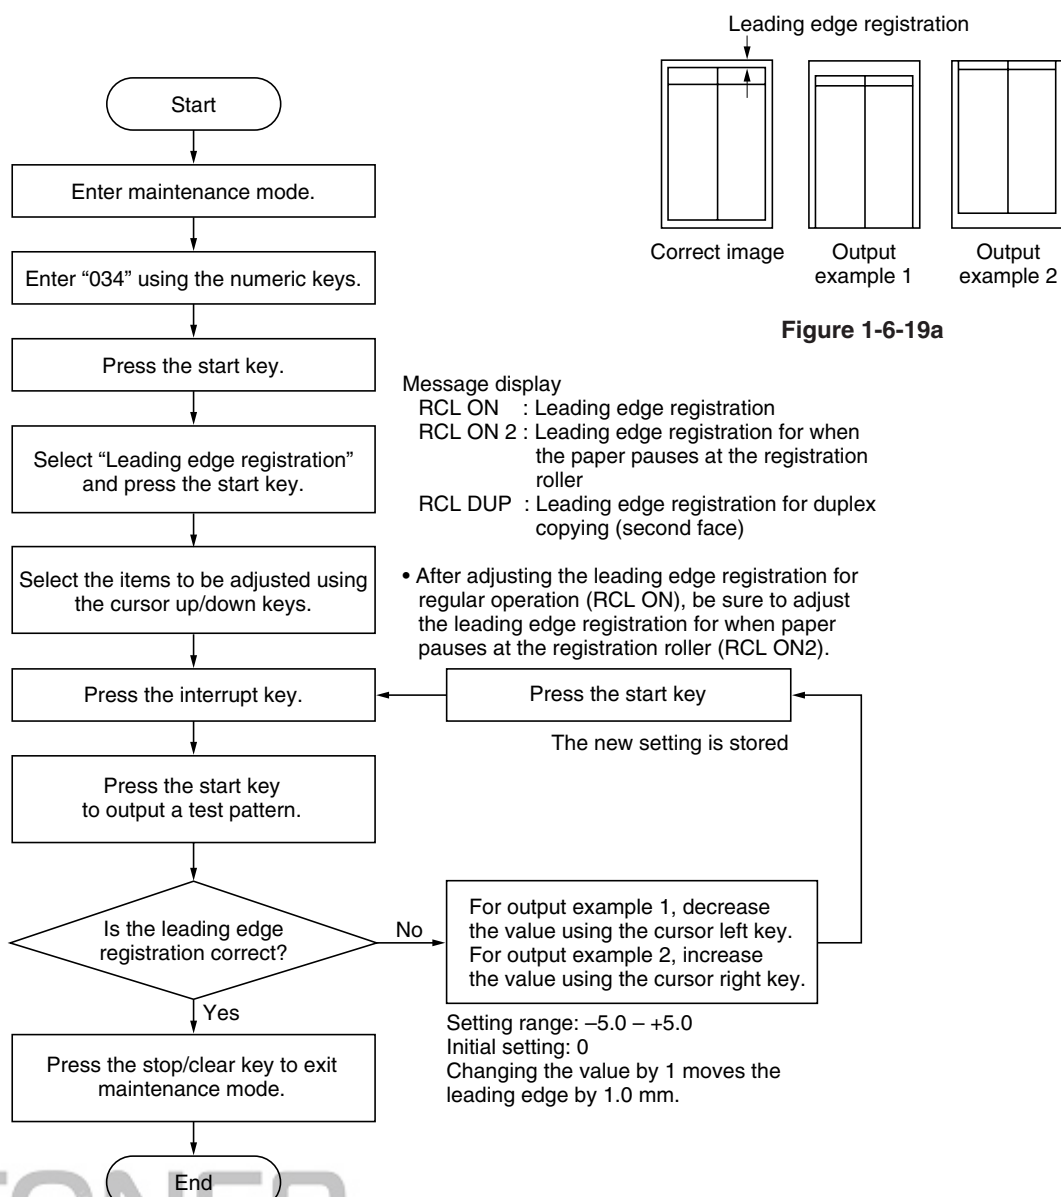 Leading edge registration
Correct image
Output
example 1
Output
example 2
Figure 1-6-19a
Start
Enter maintenance mode.
Enter “034” using the numeric keys.
Press the start key.
Select “Leading edge registration”
and press the start key.
Select the items to be adjusted using
the cursor up/down keys.
Message display
RCL ON : Leading edge registration
RCL ON 2 : Leading edge registration for when
the paper pauses at the registration
roller
RCL DUP : Leading edge registration for duplex
copying (second face)
• After adjusting the leading edge registration for
regular operation (RCL ON), be sure to adjust
the leading edge registration for when paper
pauses at the registration roller (RCL ON2).
Press the interrupt key.
Press the start key
The new setting is stored
Press the start key
to output a test pattern.
Is the leading edge
registration correct?
No
For output example 1, decrease
the value using the cursor left key.
For output example 2, increase
the value using the cursor right key.
Setting range: –5.0 – +5.0
Initial setting: 0
Changing the value by 1 moves the
leading edge by 1.0 mm.
Yes
Press the stop/clear key to exit
maintenance mode.
End